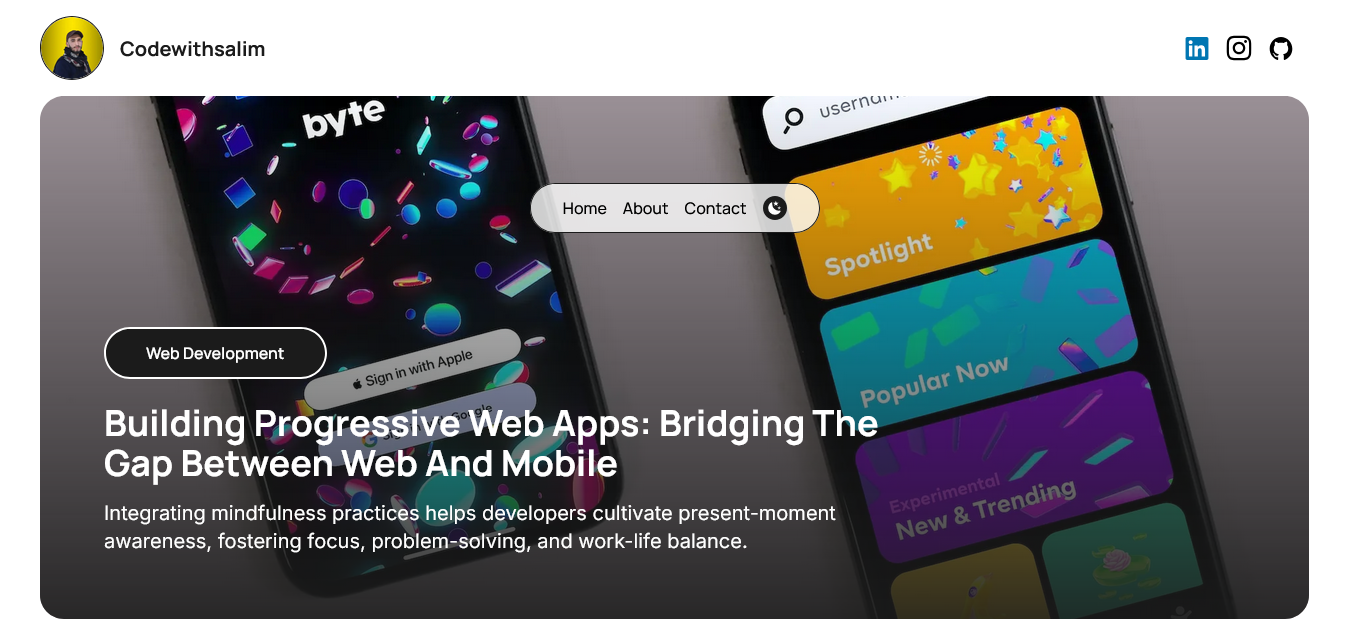 Codewithsalim
byte
username
Home About Contact
Spotlight
Web Development
Sign in with Apple
Popular Now
Building Progressive Web Apps: Bridging The
Gap Between Web And Mobile
Experimental
New & Trending
Integrating mindfulness practices helps developers cultivate present-moment
awareness, fostering focus, problem-solving, and work-life balance.